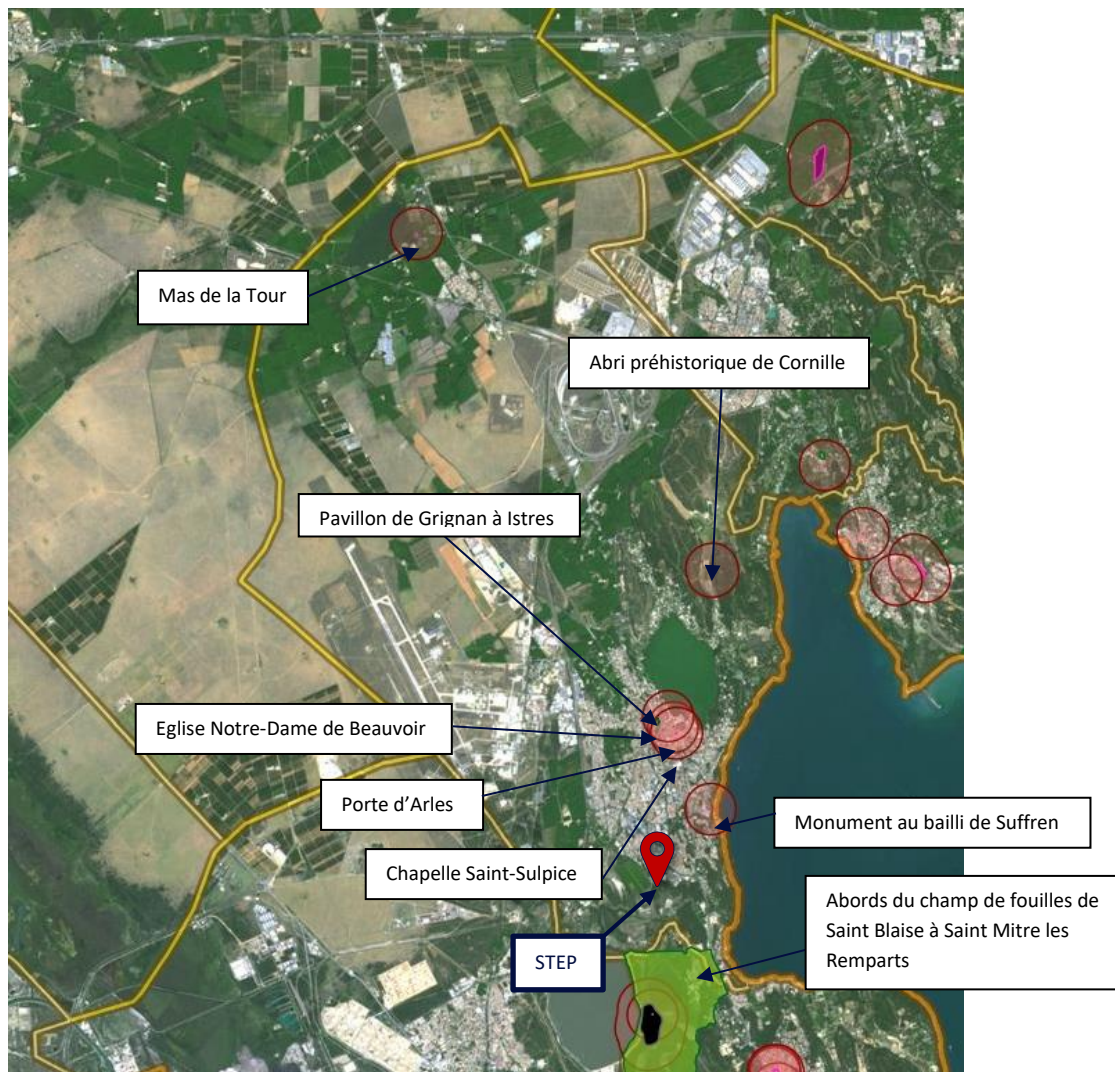 Mas de la Tour
Abri préhistorique de Cornille
Pavillon de Grignan à Istres
Eglise Notre-Dame de Beauvoir
Porte d’Arles
Monument au bailli de Suffren
Chapelle Saint-Sulpice
Abords du champ de fouilles de
Saint Blaise à Saint Mitre les
Remparts
STEP